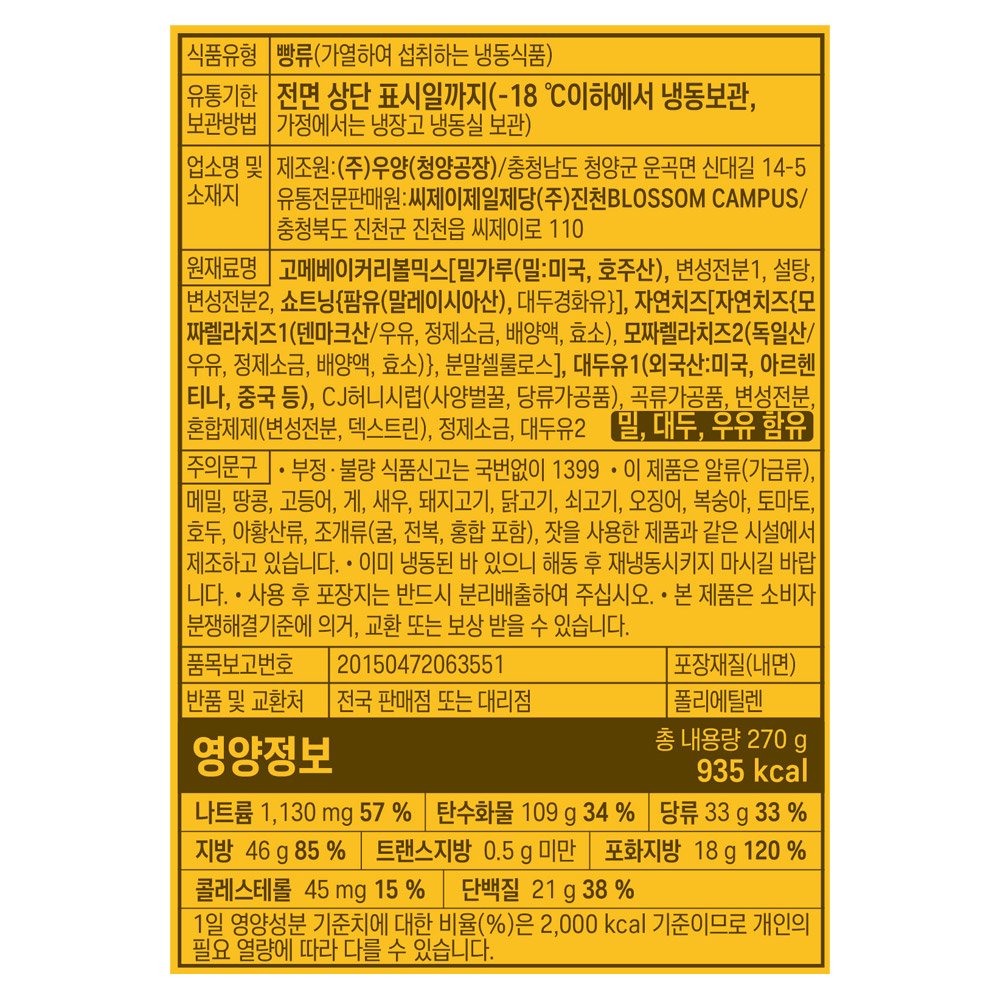 식품유형 빵류(가열하여 섭취하는 냉동식품)
유통기한 보관방법 전면 상단 표시일까지(-18 ℃이하에서 냉동보관,
가정에서는 냉장고 냉동실 보관)
업소명 및 소재지 제조원:(주)우양(청양공장)/충청남도 청양군 운곡면 신대길 14-5
유통전문판매원:씨제이제일제당(주)진천BLOSSOM CAMPUS/
충청북도 진천군 진천읍 씨제이로 110
원재료명 고메베이커리볼믹스[밀가루(밀:미국, 호주산), 변성전분1, 설탕,
변성전분2, 쇼트닝{팜유(말레이시아산), 대두경화유}], 자연치즈[자연치즈{모
짜렐라치즈1(덴마크산/우유, 정제소금, 배양액, 효소), 모짜렐라치즈2(독일산/
우유, 정제소금, 배양액, 효소)}, 분말셀룰로스], 대두유1(외국산:미국, 아르헨
티나, 중국 등), CJ허니시럽(사양벌꿀, 당류가공품), 곡류가공품, 변성전분,
혼합제제(변성전분, 덱스트린), 정제소금, 대두유2 밀, 대두, 우유 함유
주의문구 • 부정·불량 식품신고는 국번없이 1399 • 이 제품은 알류(가금류),
메밀, 땅콩, 고등어, 게, 새우, 돼지고기, 닭고기, 쇠고기, 오징어, 복숭아, 토마토,
호두, 아황산류, 조개류(굴, 전복, 홍합 포함), 잣을 사용한 제품과 같은 시설에서
제조하고 있습니다. • 이미 냉동된 바 있으니 해동 후 재냉동시키지 마시길 바랍
니다. • 사용 후 포장지는 반드시 분리배출하여 주십시오. • 본 제품은 소비자
분쟁해결기준에 의거, 교환 또는 보상 받을 수 있습니다.
품목보고번호 20150472063551 포장재질(내면)
반품 및 교환처 전국 판매점 또는 대리점 폴리에틸렌
영양정보 총 내용량 270 g
935 kcal
나트륨 1,130 mg 57 % 탄수화물 109 g 34 % 당류 33 g 33 %
지방 46 g 85 % 트랜스지방 0.5 g 미만 포화지방 18 g 120 %
콜레스테롤 45 mg 15 % 단백질 21 g 38 %
1일 영양성분 기준치에 대한 비율(%)은 2,000 kcal 기준이므로 개인의
필요 열량에 따라 다를 수 있습니다.